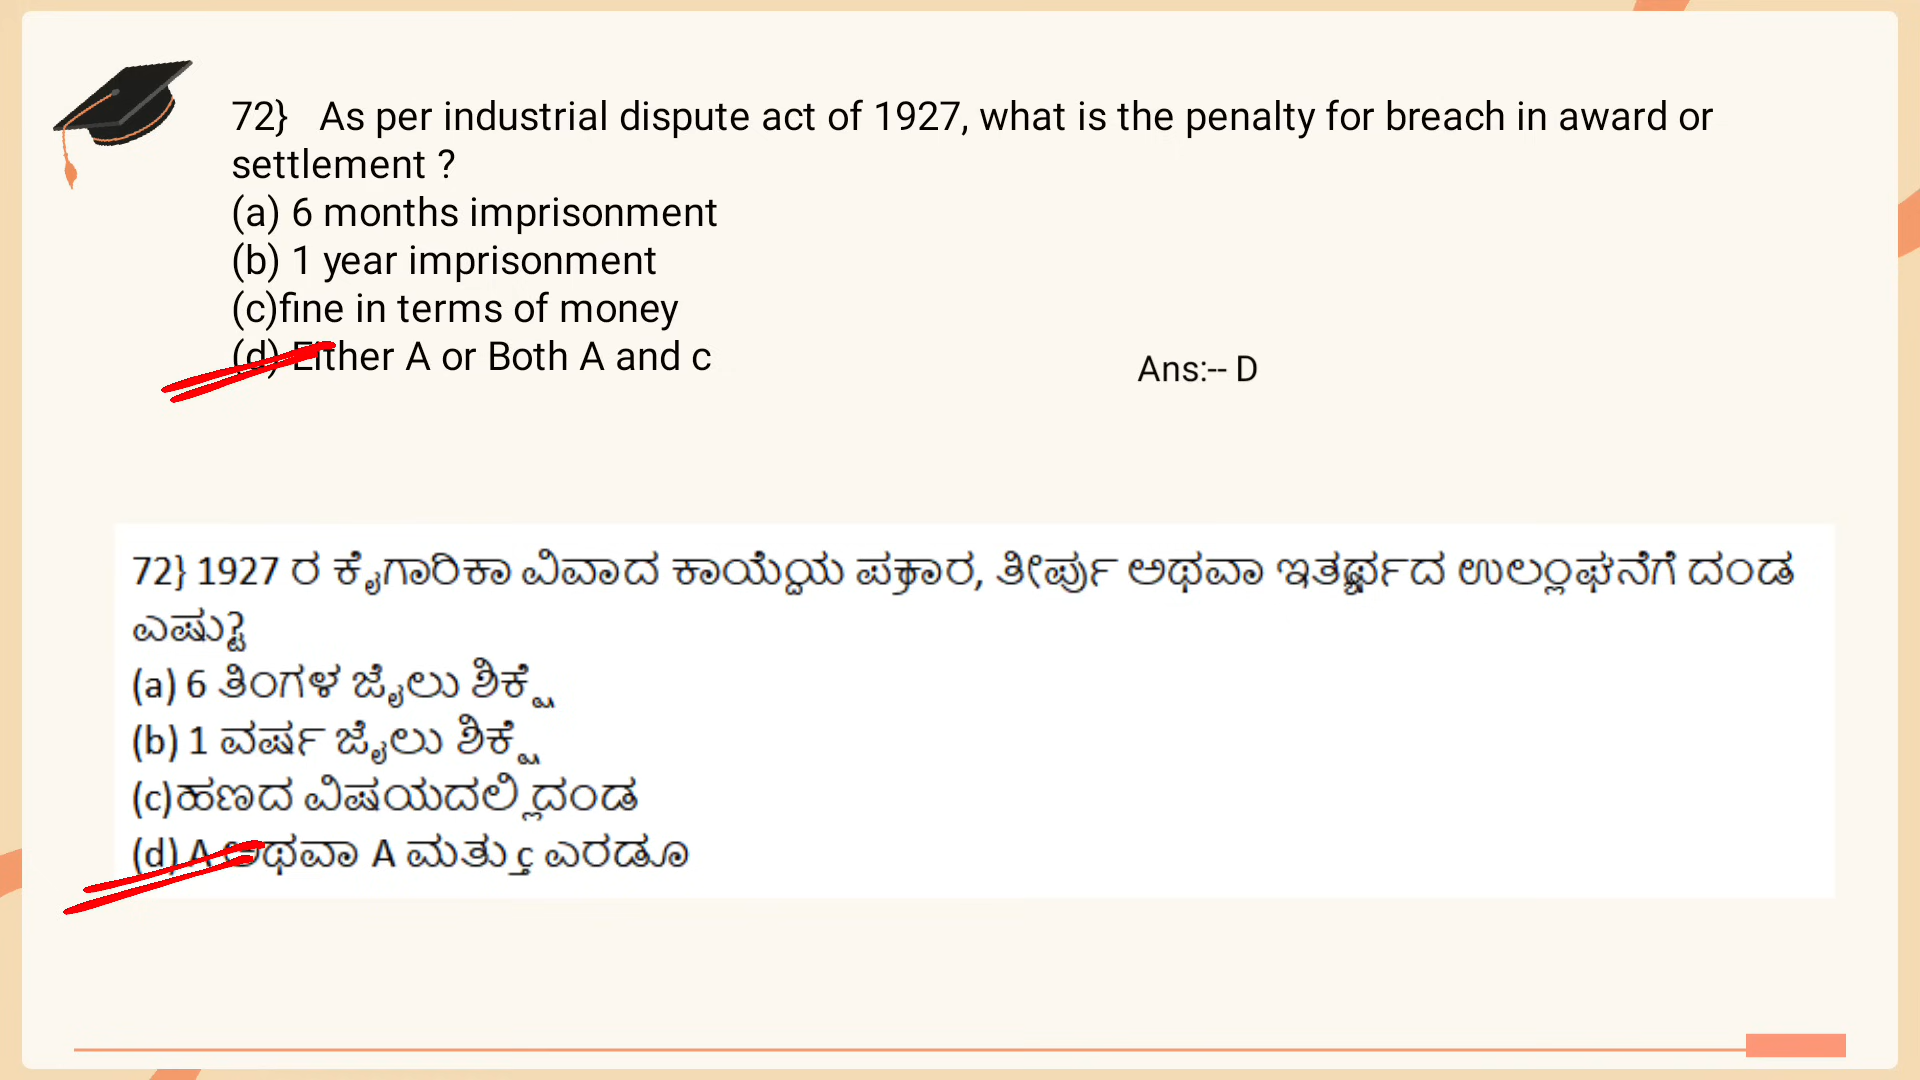 72} As per industrial dispute act of 1927, what is the penalty for breach in award or
settlement ?
(a) 6 months imprisonment
(b) 1 year imprisonment
(c)fine in terms of money
(d) Either A or Both A and c
Ans:-- D
72} 1927 ರ ಕೈಗಾರಿಕಾ ವಿವಾದ ಕಾಯ್ದೆಯ ಪ್ರಕಾರ, ತೀರ್ಪು ಅಥವಾ ಇತ್ಯರ್ಥದ ಉಲ್ಲಂಘನೆಗೆ ದಂಡ
ಎಷ್ಟು?
(a) 6 ತಿಂಗಳ ಜೈಲು ಶಿಕ್ಷೆ
(b) 1 ವರ್ಷ ಜೈಲು ಶಿಕ್ಷೆ
(c)ಹಣದ ವಿಷಯದಲ್ಲಿ ದಂಡ
(d) A ಅಥವಾ A ಮತ್ತು c ಎರಡೂ